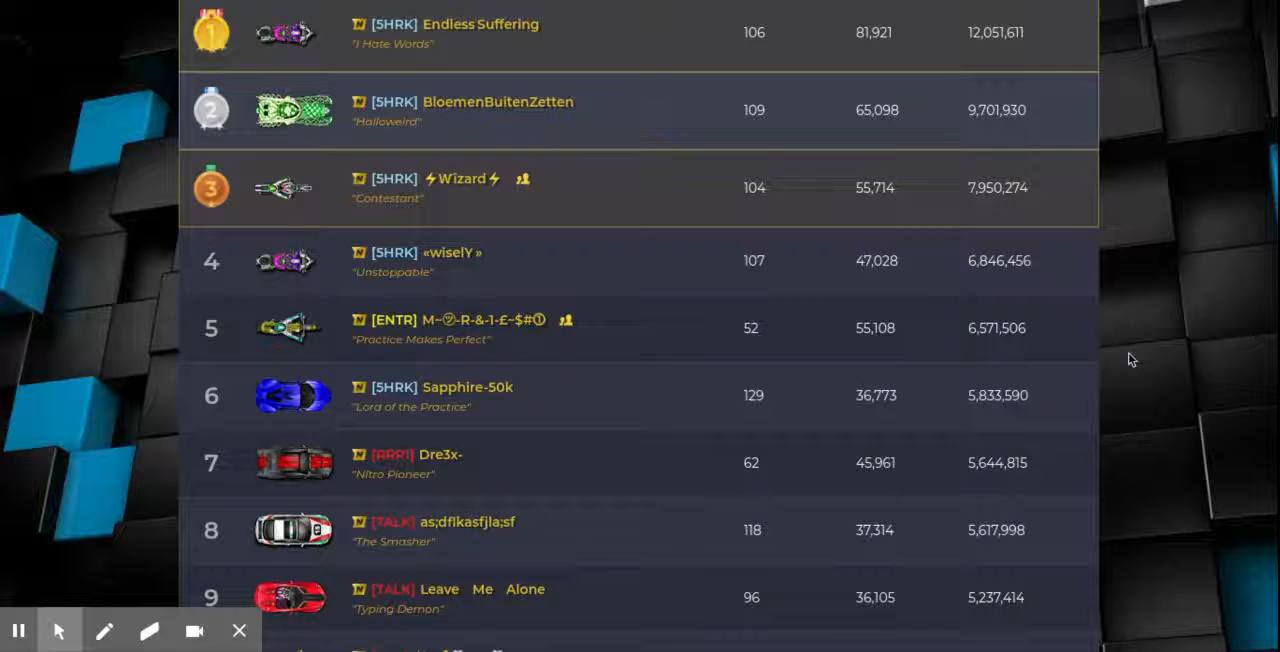 1 [5HRK] Endless Suffering 106 81,921 12,051,611
"I Hate Words"
2 [5HRK] BloemenBuitenZetten 109 65,098 9,701,930
"Halloweird"
3 [5HRK] ⚡Wizard⚡ 104 55,714 7,950,274
"Contestant"
4 [5HRK] «wiselY» 107 47,028 6,846,456
"Unstoppable"
5 [ENTR] M~㋡-R-&-1-£~$#➀ 52 55,108 6,571,506
"Practice Makes Perfect"
6 [5HRK] Sapphire-50k 129 36,773 5,833,590
"Lord of the Practice"
7 [RRR1] Dre3x- 62 45,961 5,644,815
"Nitro Pioneer"
8 [TALK] as;dflkasfjla;sf 118 37,314 5,617,998
"The Smasher"
9 [TALK] Leave Me Alone 96 36,105 5,237,414
"Typing Demon"